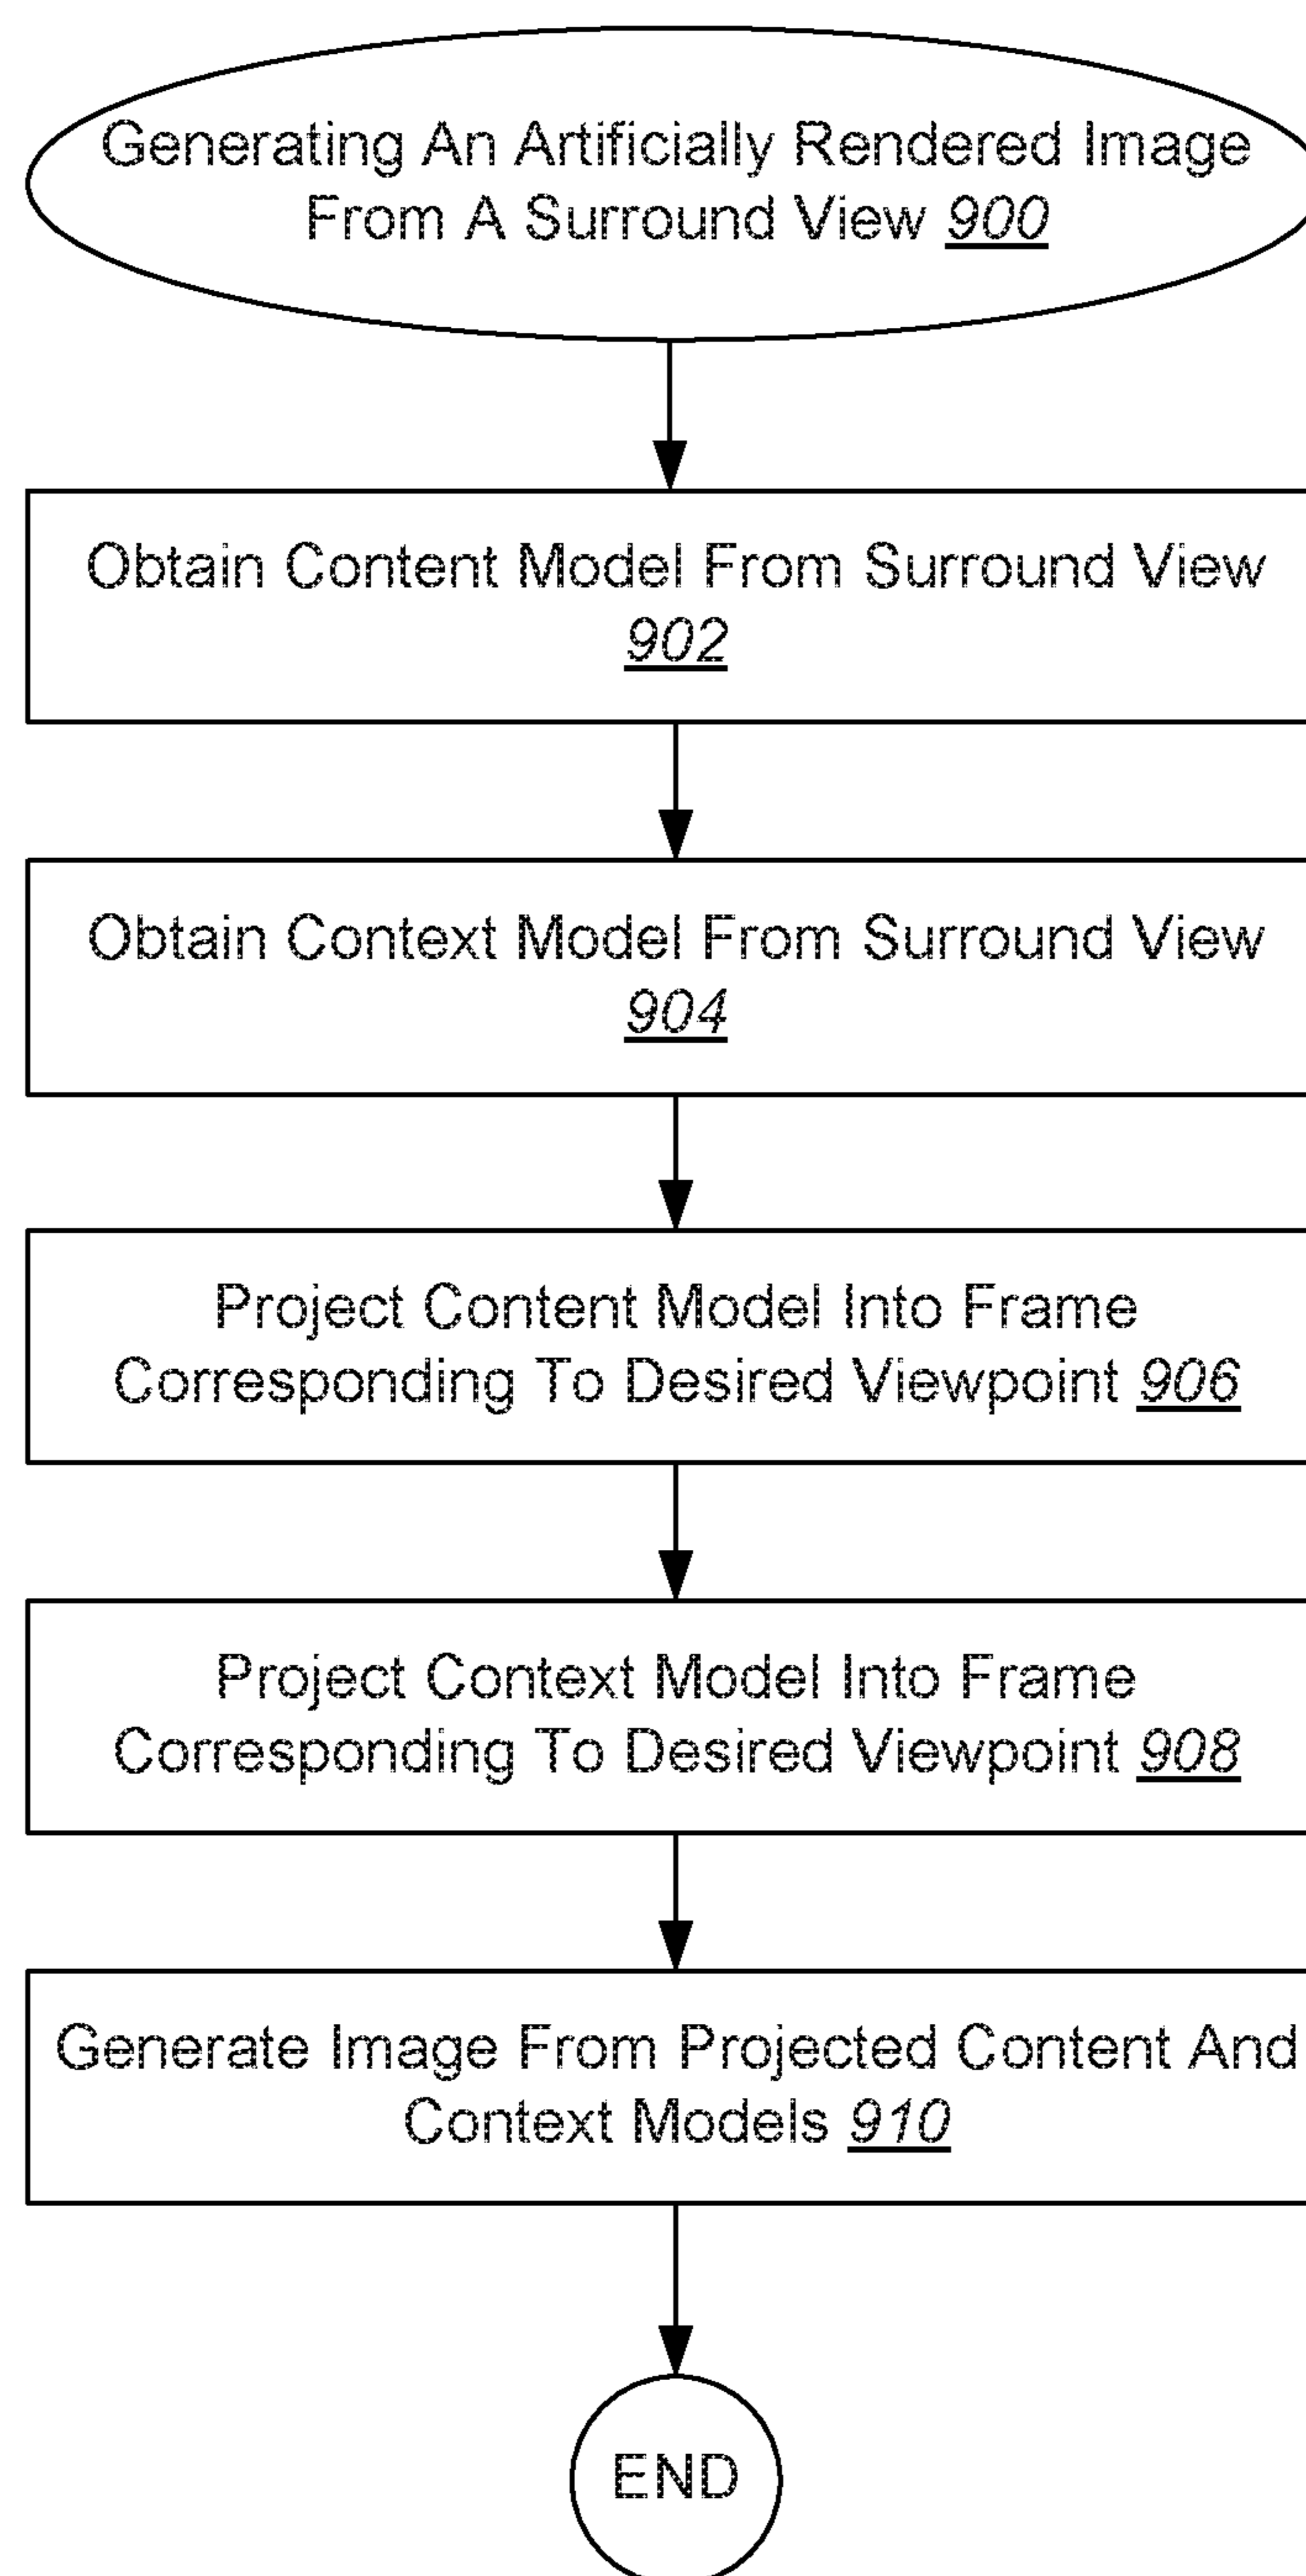 Generating An Artificially Rendered Image
From A Surround View 900
Obtain Content Model From Surround View
902
Obtain Context Model From Surround View
904
Project Content Model Into Frame
Corresponding To Desired Viewpoint 906
Project Context Model Into Frame
Corresponding To Desired Viewpoint 908
Generate Image From Projected Content And
Context Models 910
END